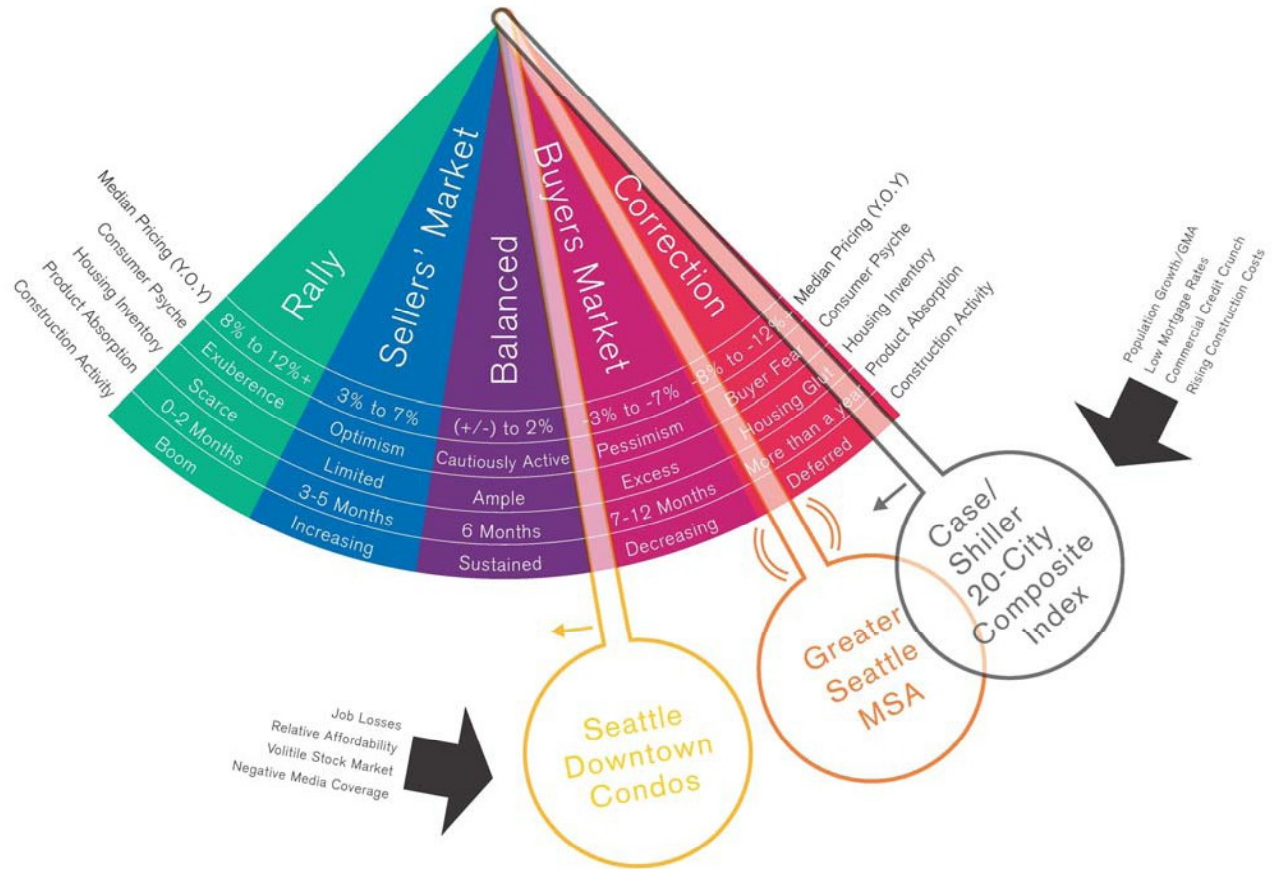 Median Pricing (Y.O.Y)
Consumer Psyche
Housing Inventory
Product Absorption
Construction Activity
Rally
8% to 12%+
Exuberence
Scarce
0-2 Months
Boom
Sellers' Market
3% to 7%
Optimism
Limited
3-5 Months
Increasing
Balanced
(+/-) to 2%
Cautiously Active
Ample
6 Months
Sustained
Buyers Market
-3% to -7%
Pessimism
Excess
7-12 Months
Decreasing
Correction
-8% to -12%+
Buyer Fear
Housing Glut
More than a year
Deferred
Median Pricing (Y.O.Y)
Consumer Psyche
Housing Inventory
Product Absorption
Construction Activity
Population Growth/GMA
Low Mortgage Rates
Commercial Credit Crunch
Rising Construction Costs
Case/
Shiller
20-City
Composite
Index
Greater
Seattle
MSA
Seattle
Downtown
Condos
Job Losses
Relative Affordability
Volitile Stock Market
Negative Media Coverage